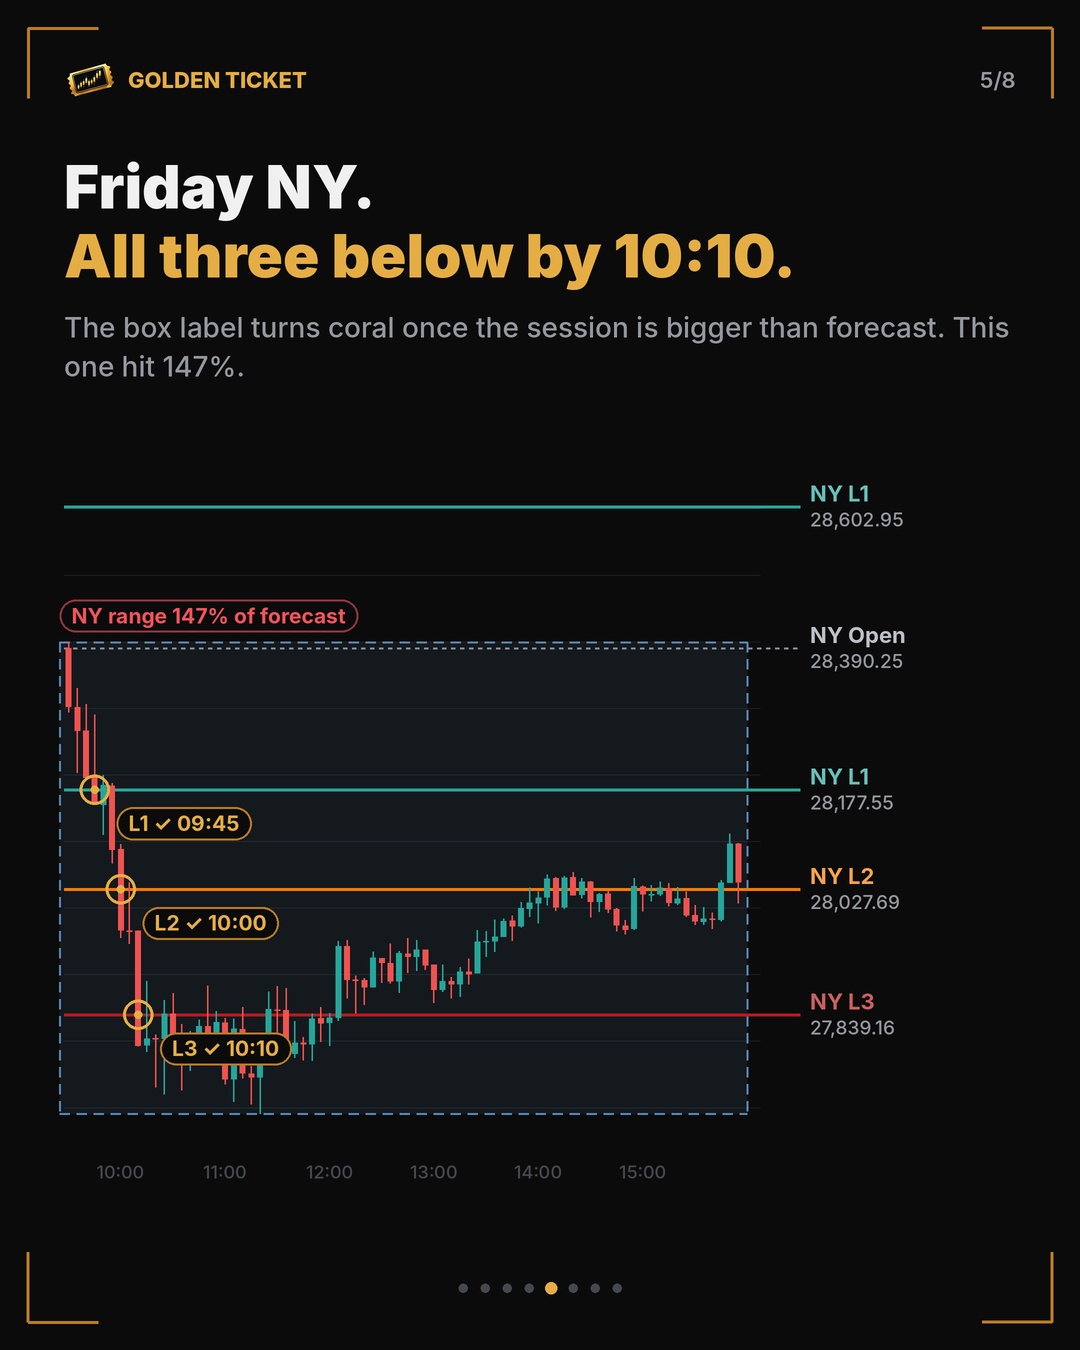 GOLDEN TICKET
5/8
Friday NY.
All three below by 10:10.
The box label turns coral once the session is bigger than forecast. This
one hit 147%.
NY L1
28,602.95
NY range 147% of forecast
NY Open
28,390.25
NY L1
28,177.55
L1 ✓ 09:45
NY L2
28,027.69
L2 ✓ 10:00
NY L3
27,839.16
L3 ✓ 10:10
10:00 11:00 12:00 13:00 14:00 15:00